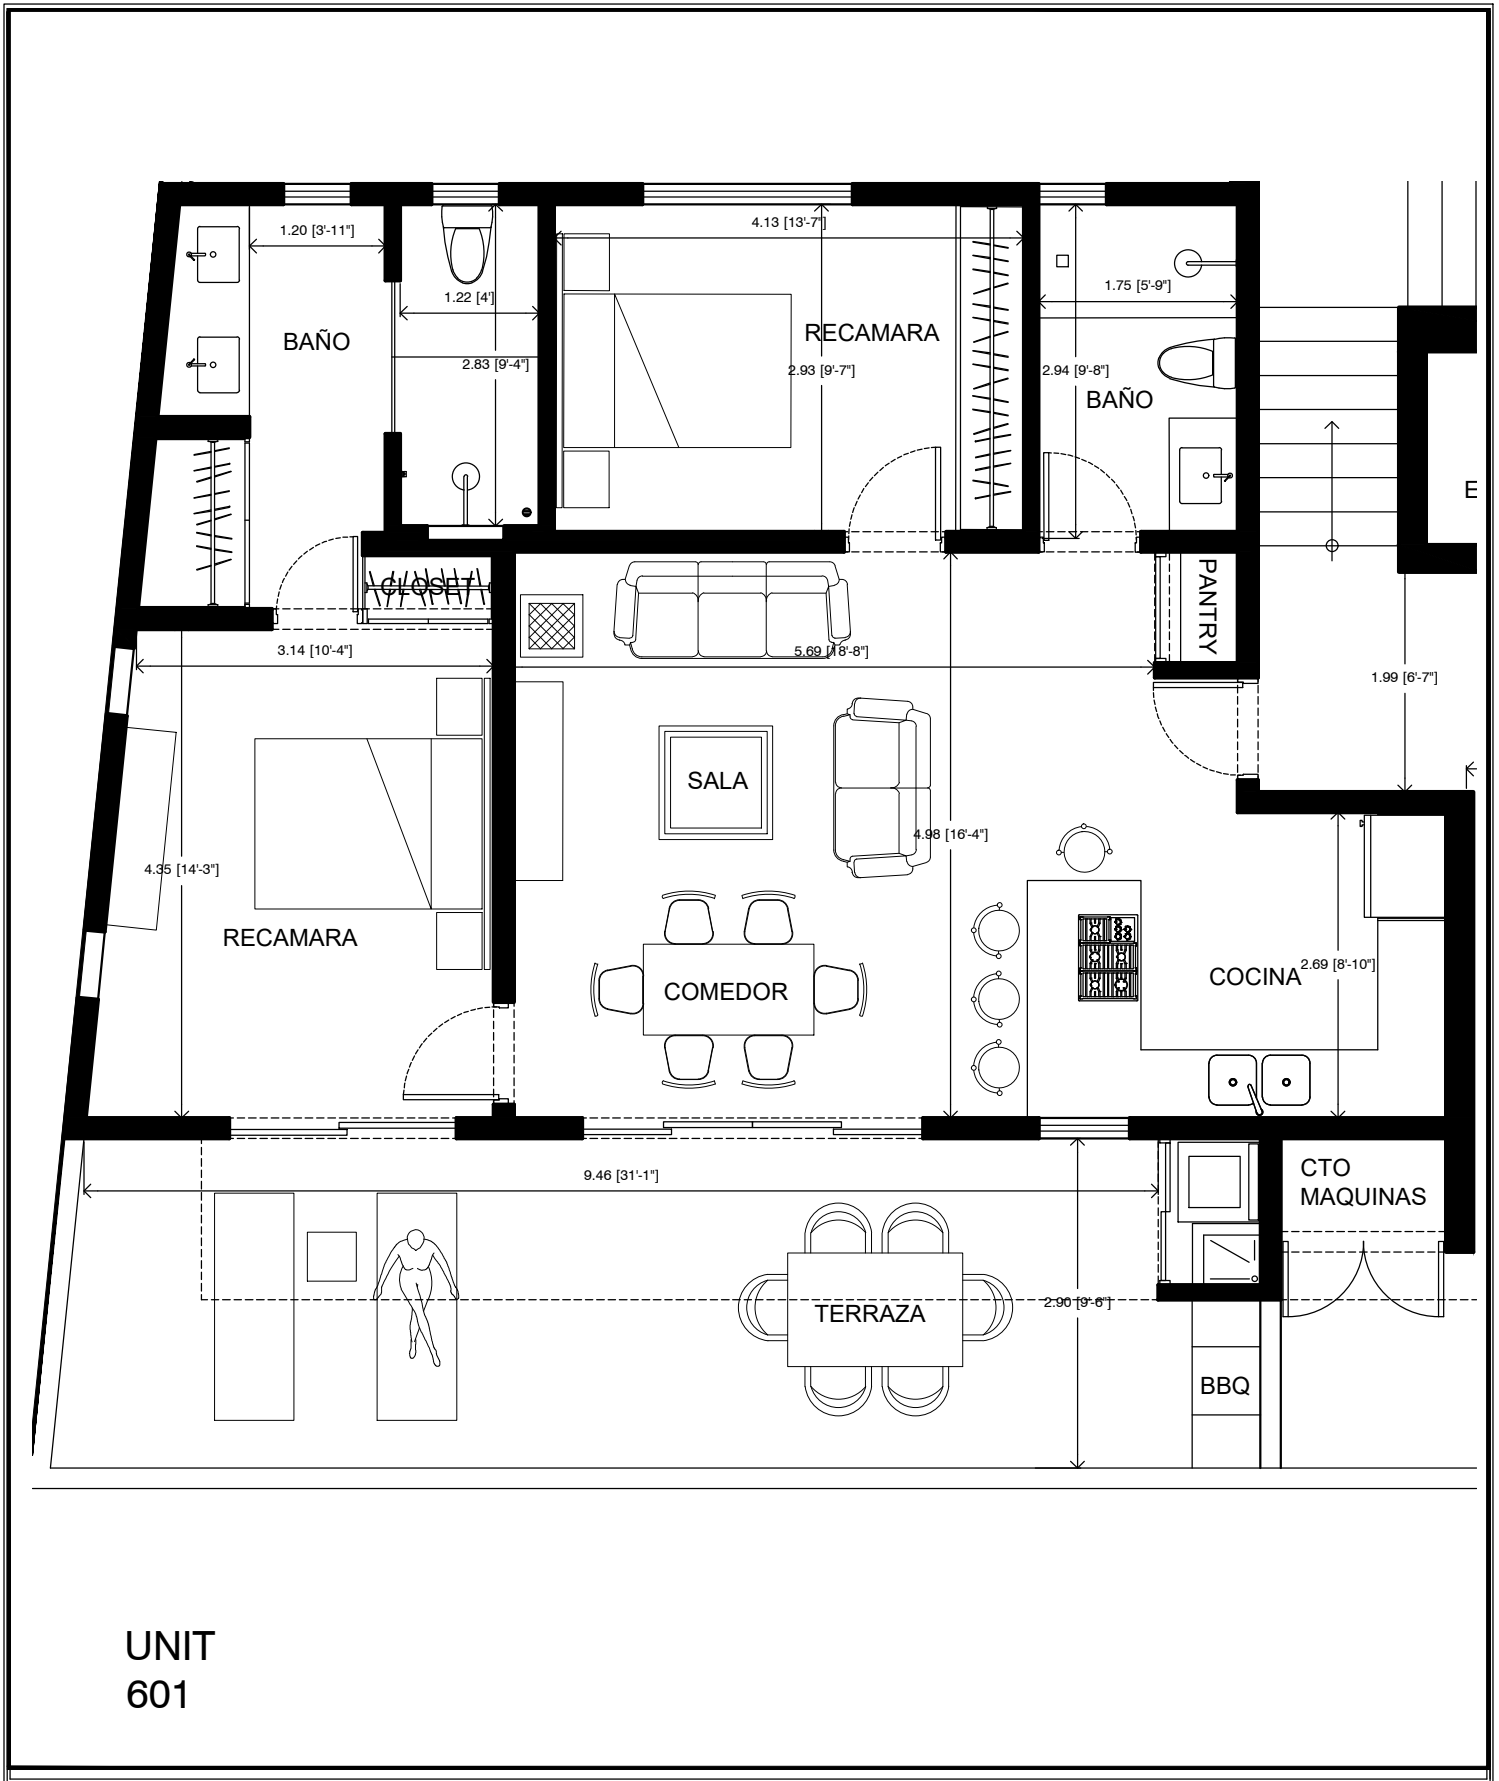 4.13 [13'-7"]
1.20 [3'-11"]
1.75 [5'-9"]
1.22 [4']
RECAMARA
BAÑO
2.83 [9'-4"]
2.93 [9'-7"]
2.94 [9'-8"]
BAÑO
E
CLOSET
PANTRY
3.14 [10'-4"]
5.69 [18'-8"]
1.99 [6'-7"]
SALA
4.98 [16'-4"]
4.35 [14'-3"]
RECAMARA
2.69 [8'-10"]
COCINA
COMEDOR
CTO
MAQUINAS
9.46 [31'-1"]
2.90 [9'-6"]
TERRAZA
BBQ
UNIT
601